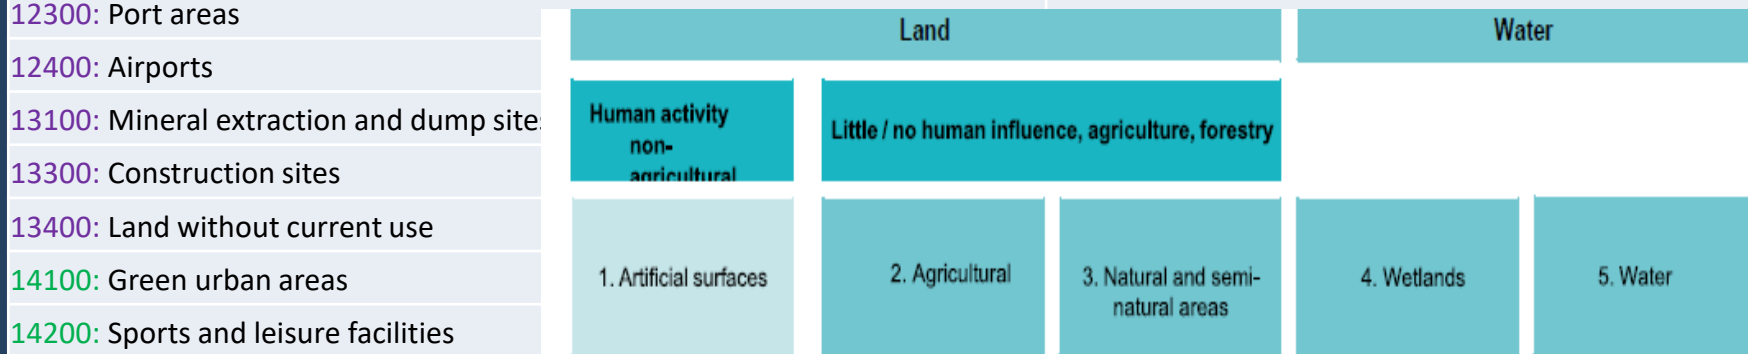 12300: Port areas
12400: Airports
13100: Mineral extraction and dump site
13300: Construction sites
13400: Land without current use
14100: Green urban areas
14200: Sports and leisure facilities
Land
Water
Human activity
non-
agricultural
Little / no human influence, agriculture, forestry
1. Artificial surfaces
2. Agricultural
3. Natural and semi-
natural areas
4. Wetlands
5. Water